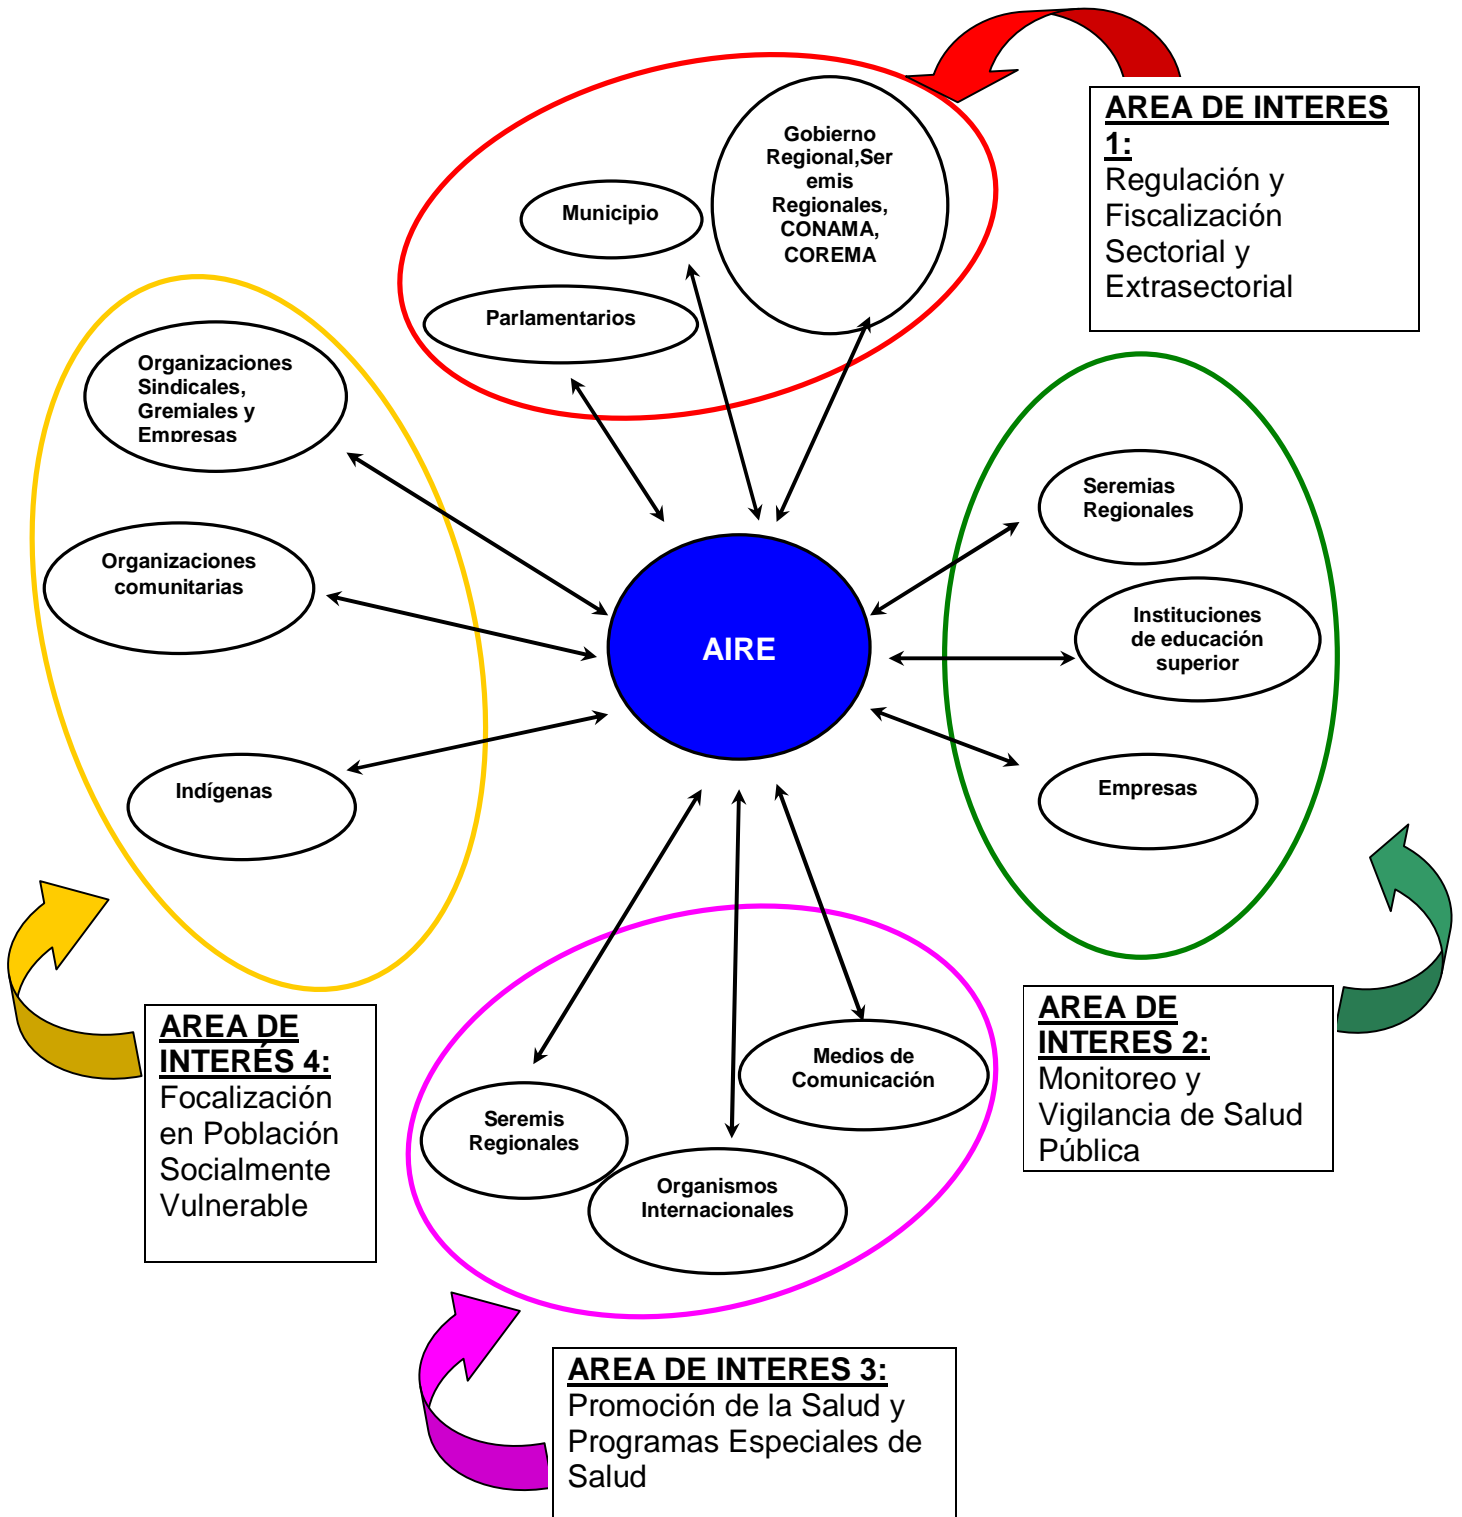 AREA DE INTERES
1:
Regulación y
Fiscalización
Sectorial y
Extrasectorial
Gobierno
Regional,Ser
emis
Regionales,
CONAMA,
COREMA
Municipio
Parlamentarios
Organizaciones
Sindicales,
Gremiales y
Empresas
Organizaciones
comunitarias
Indígenas
AIRE
Seremias
Regionales
Instituciones
de educación
superior
Empresas
AREA DE
INTERÉS 4:
Focalización
en Población
Socialmente
Vulnerable
Seremis
Regionales
Organismos
Internacionales
Medios de
Comunicación
AREA DE
INTERES 2:
Monitoreo y
Vigilancia de Salud
Pública
AREA DE INTERES 3:
Promoción de la Salud y
Programas Especiales de
Salud